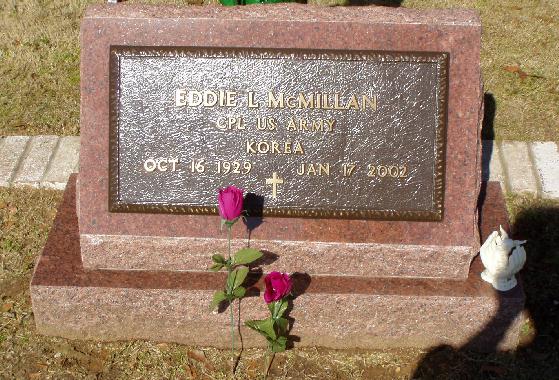 EDDIE L McMILLAN
CPL US ARMY
KOREA
OCT 16 1929 JAN 17 2002